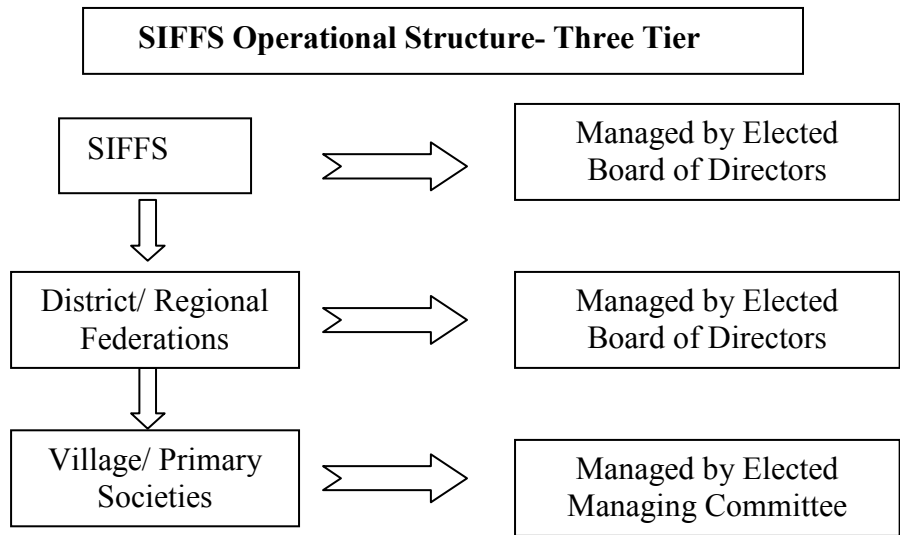 SIFFS Operational Structure- Three Tier
SIFFS
Managed by Elected
Board of Directors
District/ Regional
Federations
Managed by Elected
Board of Directors
Village/ Primary
Societies
Managed by Elected
Managing Committee